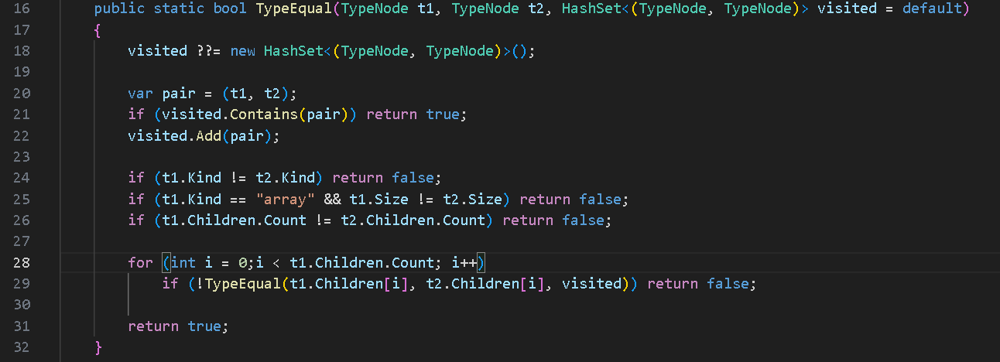 16 public static bool TypeEqual(TypeNode t1, TypeNode t2, HashSet<(TypeNode, TypeNode)> visited = default)
17 {
18 visited ??= new HashSet<(TypeNode, TypeNode)>();
19
20 var pair = (t1, t2);
21 if (visited.Contains(pair)) return true;
22 visited.Add(pair);
23
24 if (t1.Kind != t2.Kind) return false;
25 if (t1.Kind == "array" && t1.Size != t2.Size) return false;
26 if (t1.Children.Count != t2.Children.Count) return false;
27
28 for (int i = 0;i < t1.Children.Count; i++)
29 if (!TypeEqual(t1.Children[i], t2.Children[i], visited)) return false;
30
31 return true;
32 }